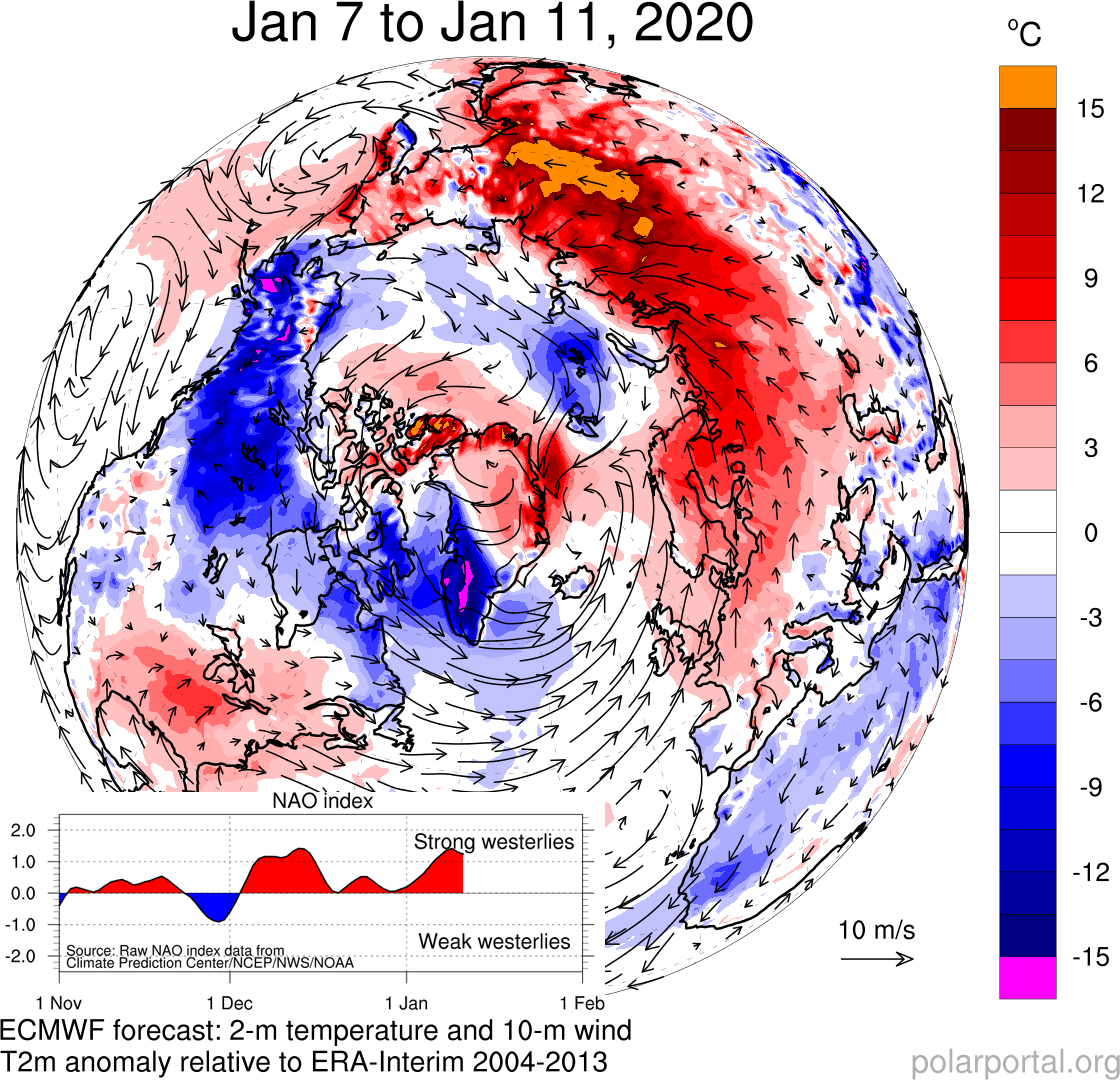 Jan 7 to Jan 11, 2020
oC
15
12
9
6
3
0
-3
-6
-9
-12
-15
10 m/s
NAO index
2.0
1.0
0.0
-1.0
-2.0
Strong westerlies
Weak westerlies
Source: Raw NAO index data from
Climate Prediction Center/NCEP/NWS/NOAA
1 Nov
1 Dec
1 Jan
1 Feb
ECMWF forecast: 2-m temperature and 10-m wind
T2m anomaly relative to ERA-Interim 2004-2013
polarportal.org